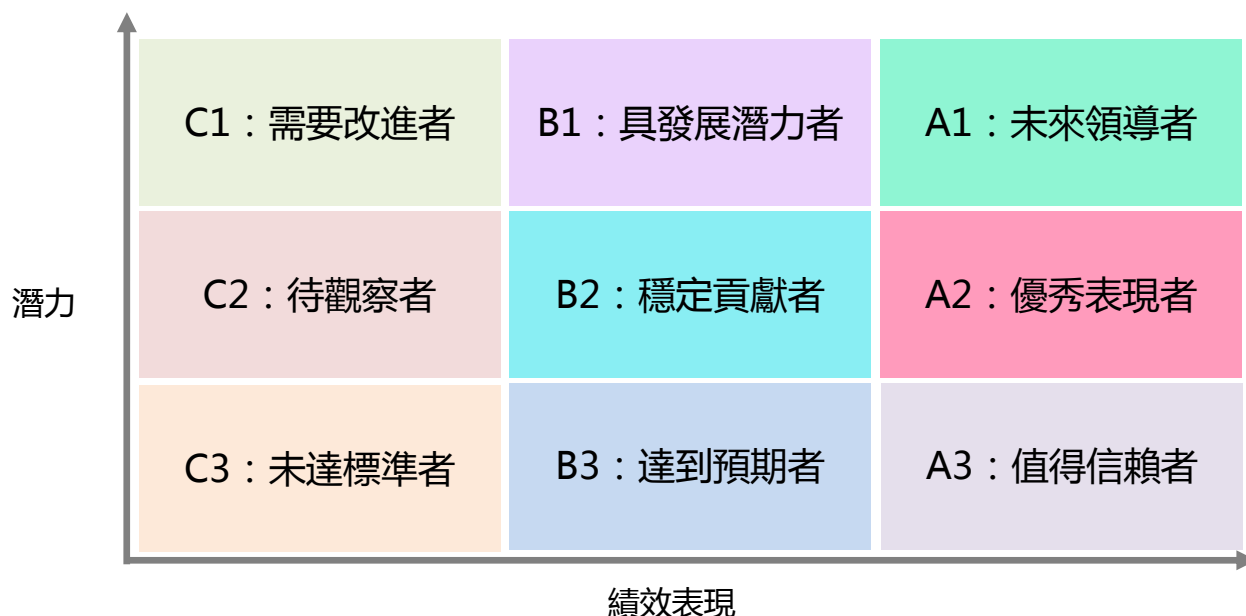 C1：需要改進者
B1：具發展潛力者
A1：未來領導者
潛力
C2：待觀察者
B2：穩定貢獻者
A2：優秀表現者
C3：未達標準者
B3：達到預期者
A3：值得信賴者
績效表現